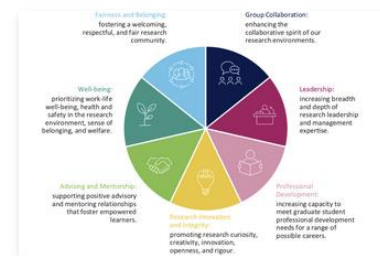 Fairness and Belonging:
fostering a welcoming,
respectful, and fair research
community.
Group Collaboration:
enhancing the
collaborative spirit of our
research environments.
Well-being:
prioritizing work-life
well-being, health and
safety in the research
environment, sense of
belonging, and welfare.
Leadership:
increasing breadth
and depth of
research leadership
and management
expertise.
Advising and Mentorship:
supporting positive advisory
and mentoring relationships
that foster empowered
learners.
Professional
Development:
increasing capacity to
meet graduate student
professional development
needs for a range of
possible careers.
Research Innovation
and Integrity:
promoting research curiosity,
creativity, innovation,
openness, and rigour.